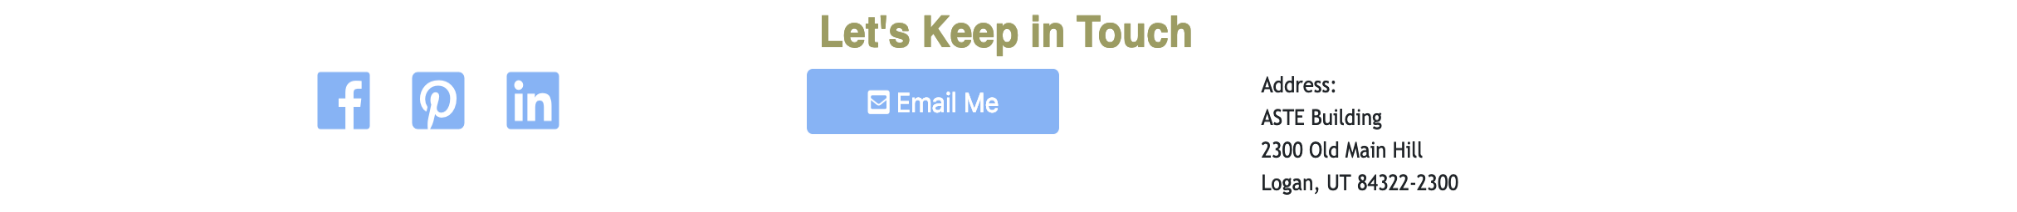 Let's Keep in Touch
Email Me
Address:
ASTE Building
2300 Old Main Hill
Logan, UT 84322-2300